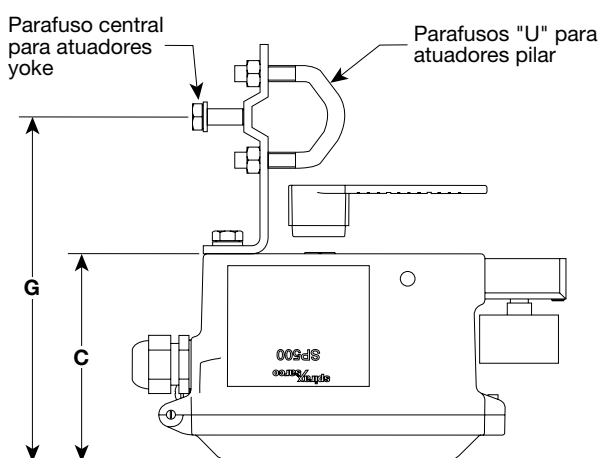 Parafuso central
para atuadores
yoke
Parafusos "U" para
atuadores pilar
G
C
SP500
spirax
/sarco